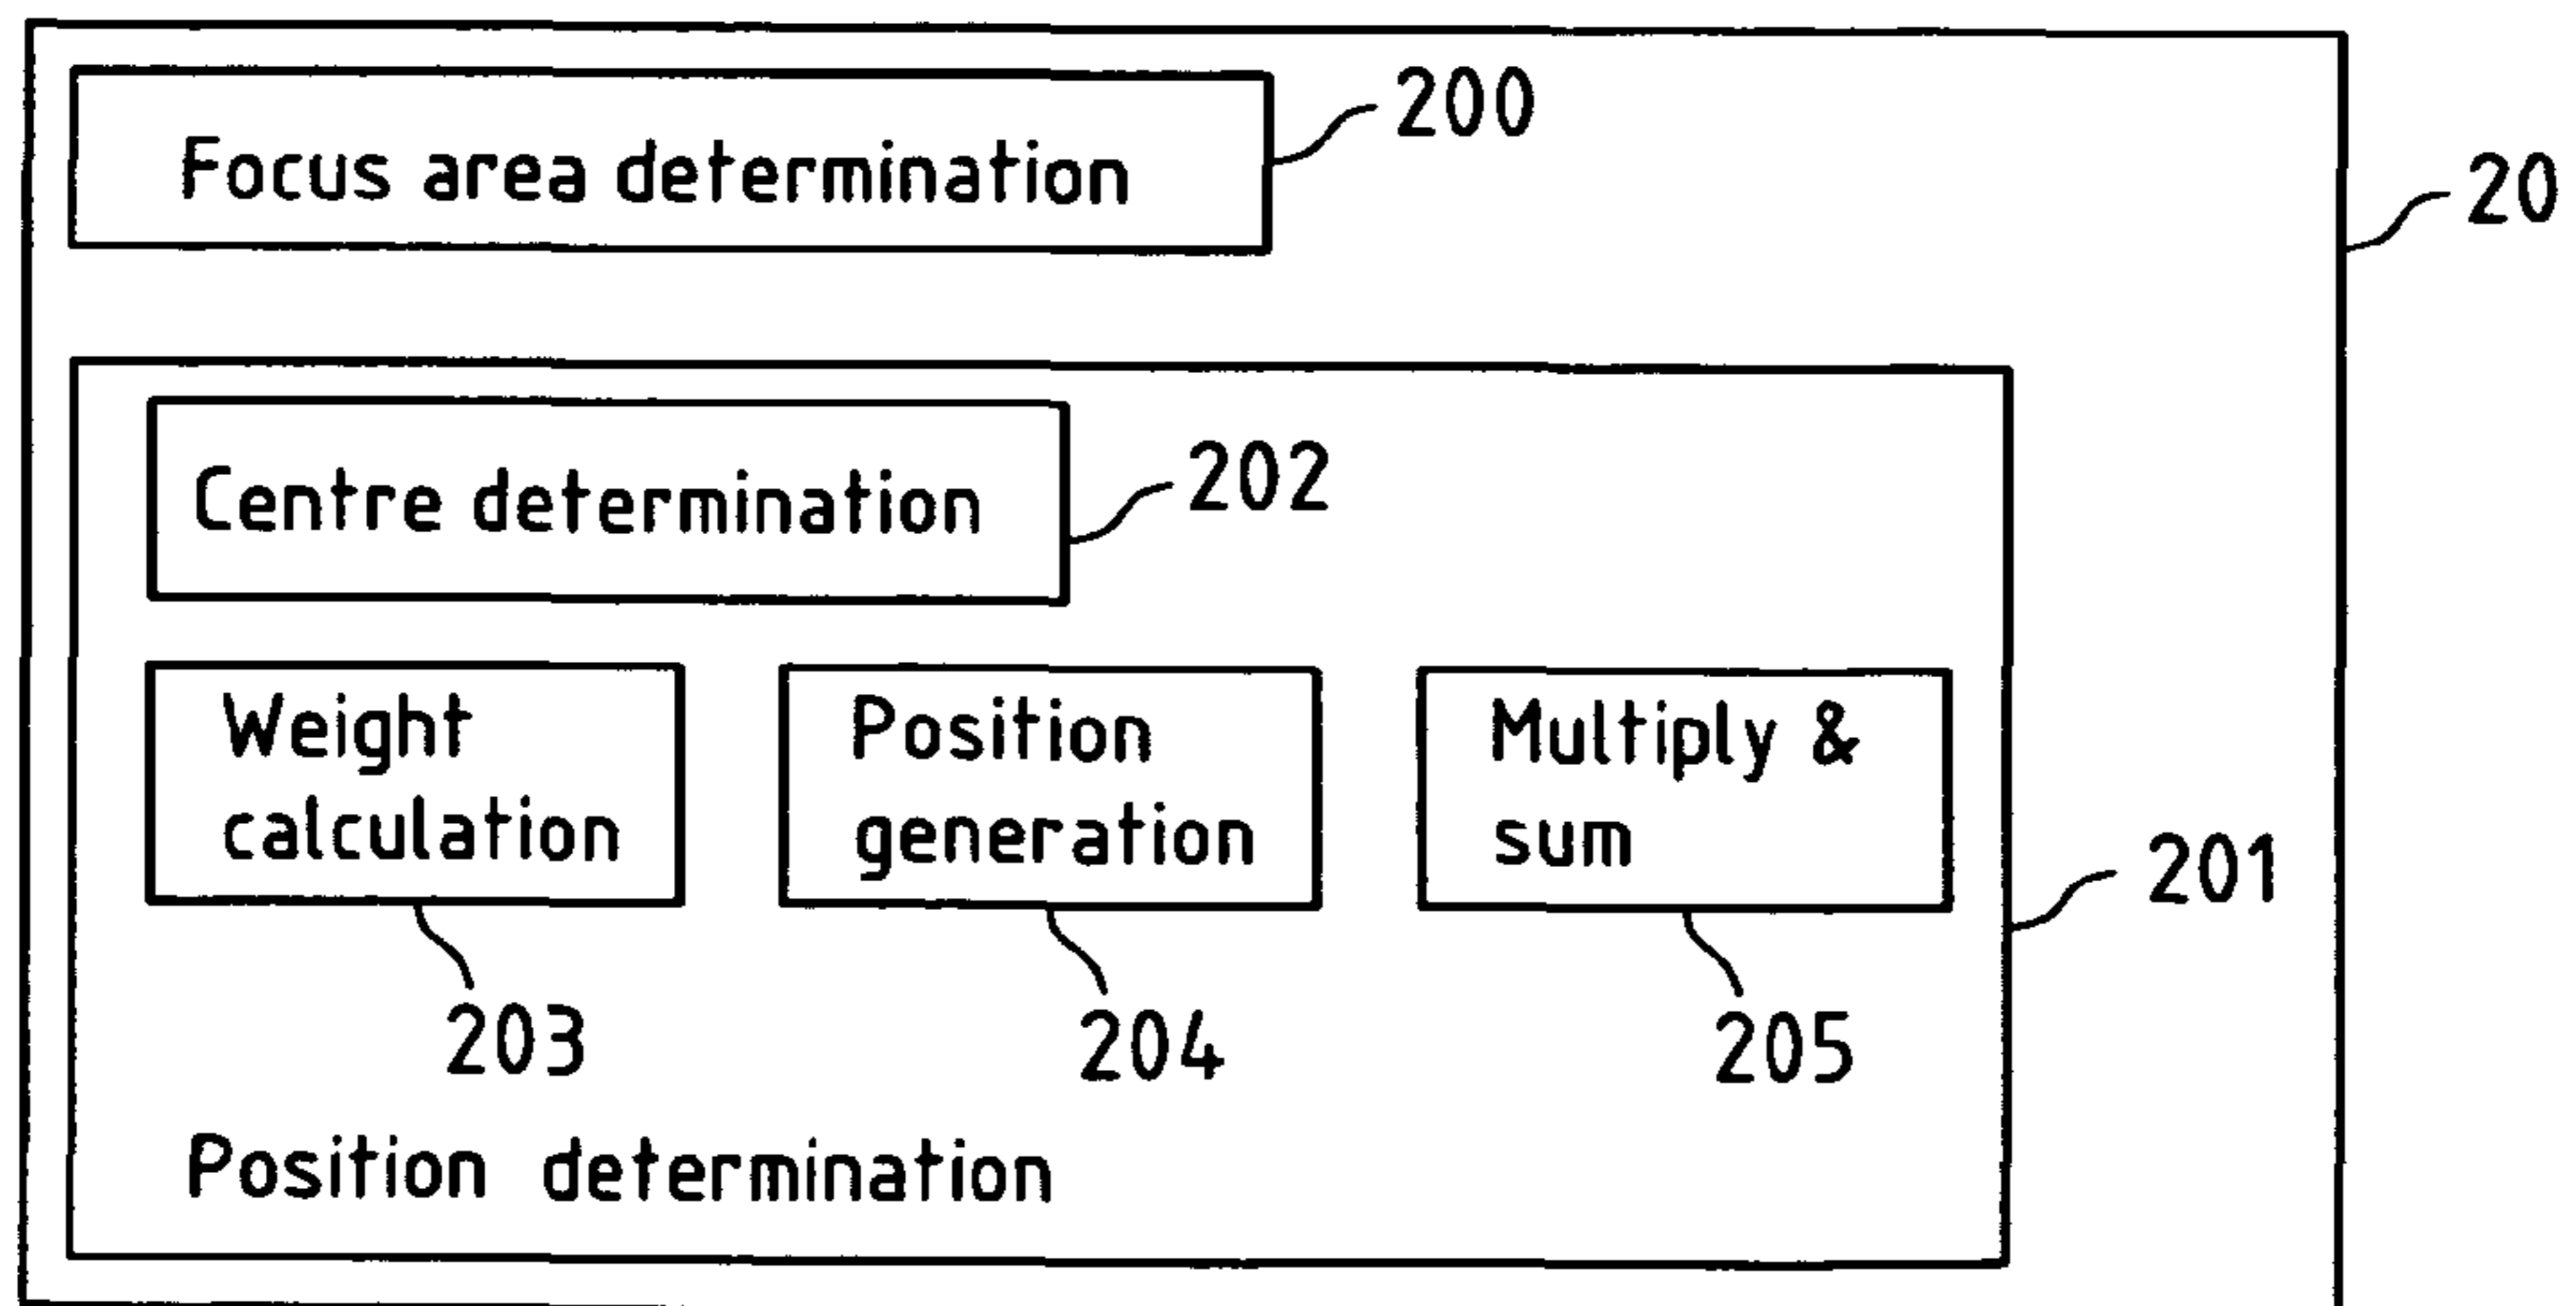 Focus area determination
200
20
Centre determination
202
Weight
calculation
Position
generation
Multiply &
sum
201
203
204
205
Position determination